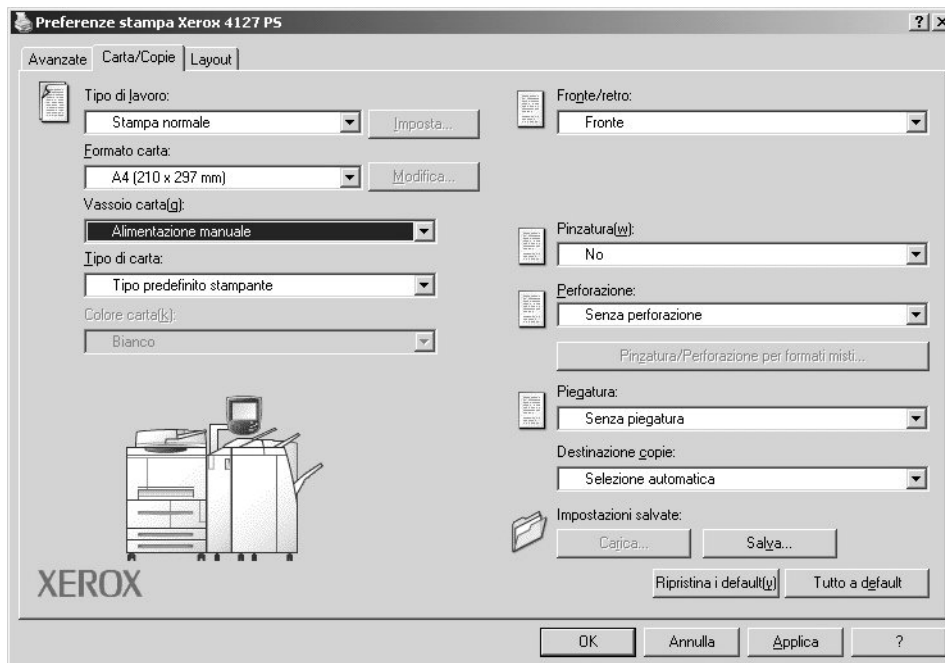 Preferenze stampa Xerox 4127 PS
Avanzate
Carta/Copie
Layout
Tipo di lavoro:
Stampa normale
Imposta...
Formato carta:
A4 (210 x 297 mm)
Modifica...
Vassoio carta(g):
Alimentazione manuale
Tipo di carta:
Tipo predefinito stampante
Colore carta(k):
Bianco
XEROX
Fronte/retro:
Fronte
Pinzatura(w):
No
Perforazione:
Senza perforazione
Pinzatura/Perforazione per formati misti...
Piegatura:
Senza piegatura
Destinazione copie:
Selezione automatica
Impostazioni salvate:
Carica...
Salva...
Ripristina i default(y)
Tutto a default
OK
Annulla
Applica
?